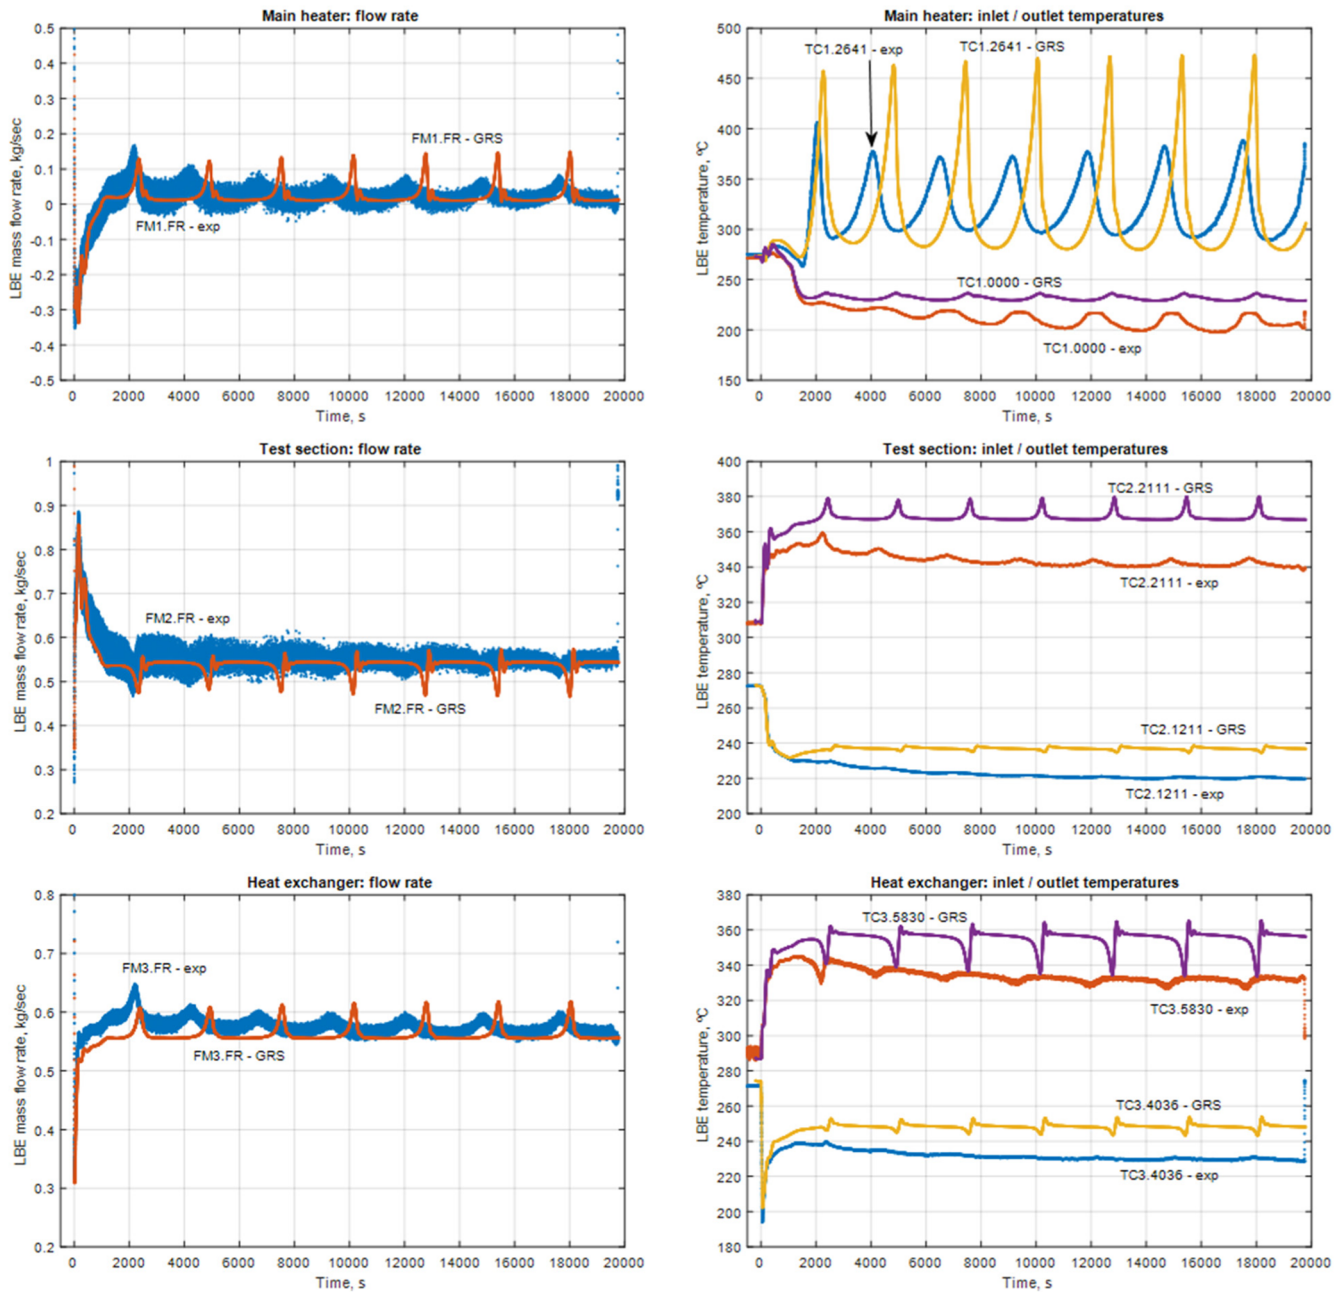 Main heater: flow rate
0.5
0.4
0.3
0.2
0.1
0
-0.1
-0.2
-0.3
-0.4
-0.5
LBE mass flow rate, kg/sec
FM1.FR - GRS
FM1.FR - exp
0 2000 4000 6000 8000 10000 12000 14000 16000 18000 20000
Time, s
Main heater: inlet / outlet temperatures
500
450
400
350
300
250
200
150
LBE temperature, ºC
TC1.2641 - exp
TC1.2641 - GRS
TC1.0000 - GRS
TC1.0000 - exp
0 2000 4000 6000 8000 10000 12000 14000 16000 18000 20000
Time, s
Test section: flow rate
1
0.9
0.8
0.7
0.6
0.5
0.4
0.3
0.2
LBE mass flow rate, kg/sec
FM2.FR - exp
FM2.FR - GRS
0 2000 4000 6000 8000 10000 12000 14000 16000 18000 20000
Time, s
Test section: inlet / outlet temperatures
400
380
360
340
320
300
280
260
240
220
200
LBE temperature, ºC
TC2.2111 - GRS
TC2.2111 - exp
TC2.1211 - GRS
TC2.1211 - exp
0 2000 4000 6000 8000 10000 12000 14000 16000 18000 20000
Time, s
Heat exchanger: flow rate
0.8
0.7
0.6
0.5
0.4
0.3
0.2
LBE mass flow rate, kg/sec
FM3.FR - exp
FM3.FR - GRS
0 2000 4000 6000 8000 10000 12000 14000 16000 18000 20000
Time, s
Heat exchanger: inlet / outlet temperatures
380
360
340
320
300
280
260
240
220
200
180
LBE temperature, ºC
TC3.5830 - GRS
TC3.5830 - exp
TC3.4036 - GRS
TC3.4036 - exp
0 2000 4000 6000 8000 10000 12000 14000 16000 18000 20000
Time, s